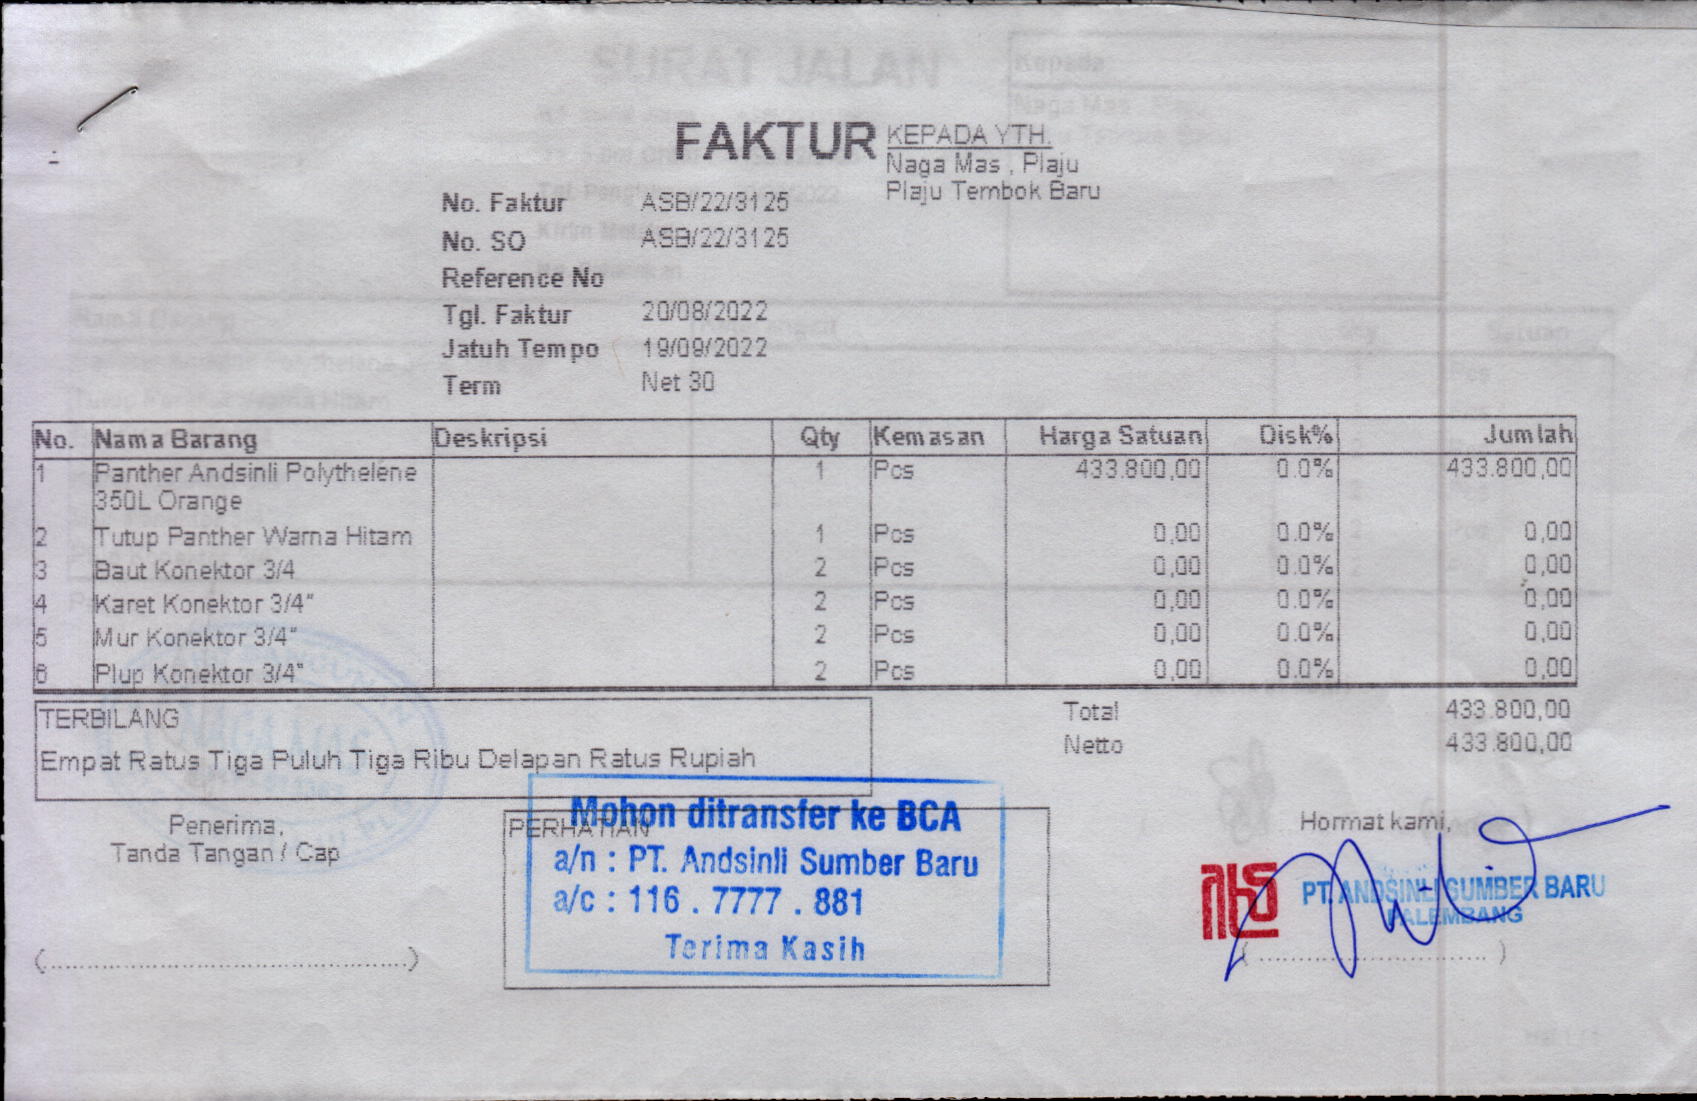 FAKTUR
KEPADA YTH.
Naga Mas , Plaju
Plaju Tembok Baru
No. Faktur ASB/22/3125
No. SO ASB/22/3125
Reference No
Tgl. Faktur 20/08/2022
Jatuh Tempo 19/09/2022
Term Net 30
No. Nama Barang Deskripsi Qty Kemasan Harga Satuan Disk% Jumlah
1 Panther Andsinli Polythelene 1 Pcs 433.800,00 0.0% 433.800,00
350L Orange
2 Tutup Panther Warna Hitam 1 Pcs 0,00 0.0% 0,00
3 Baut Konektor 3/4 2 Pcs 0,00 0.0% 0,00
4 Karet Konektor 3/4" 2 Pcs 0,00 0.0% 0,00
5 Mur Konektor 3/4" 2 Pcs 0,00 0.0% 0,00
6 Plup Konektor 3/4" 2 Pcs 0,00 0.0% 0,00
TERBILANG
Empat Ratus Tiga Puluh Tiga Ribu Delapan Ratus Rupiah
Total 433.800,00
Netto 433.800,00
Penerima,
Tanda Tangan / Cap
PERHATIAN
Mohon ditransfer ke BCA
a/n : PT. Andsinli Sumber Baru
a/c : 116 . 7777 . 881
Terima Kasih
Hormat kami,
PT. ANDSINLI SUMBER BARU
PALEMBANG
SURAT JALAN
Kepada
Nama Barang
Qty
Satuan